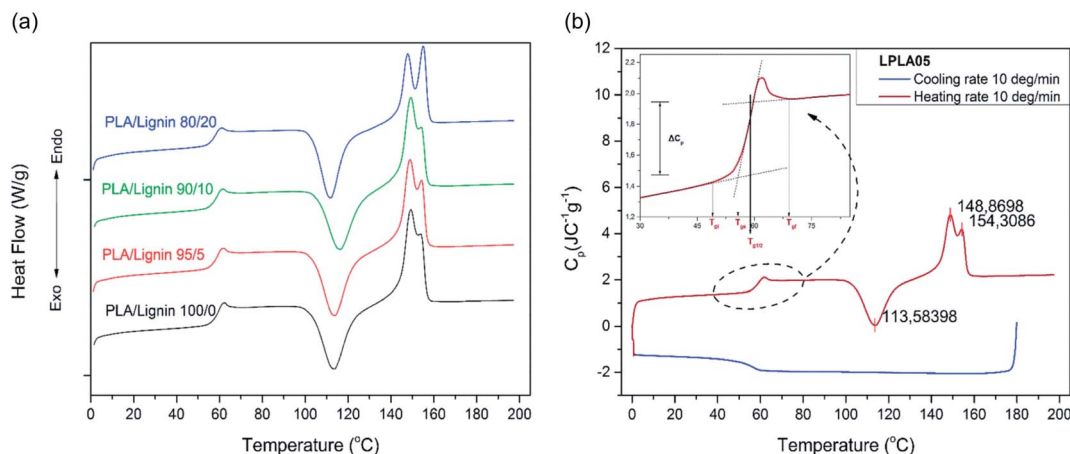 (a)
Heat Flow (W/g)
Exo
Endo
PLA/Lignin 80/20
PLA/Lignin 90/10
PLA/Lignin 95/5
PLA/Lignin 100/0
0 20 40 60 80 100 120 140 160 180 200
Temperature (°C)
(b)
12
10
8
6
4
2
0
-2
Cp(JC⁻¹g⁻¹)
LPLA05
Cooling rate 10 deg/min
Heating rate 10 deg/min
2,2
2,0
1,8
1,6
1,4
1,2
ΔCp
30 45 60 75
Tg1/2
148,8698
154,3086
113,58398
0 20 40 60 80 100 120 140 160 180 200
Temperature (°C)